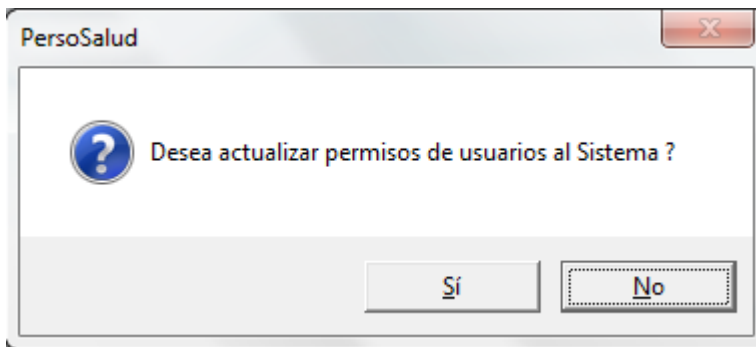 PersoSalud
Desea actualizar permisos de usuarios al Sistema ?
Sí
No